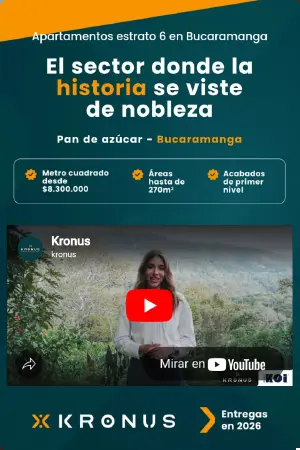 Apartamentos estrato 6 en Bucaramanga
El sector donde la
historia se viste
de nobleza
Pan de azúcar - Bucaramanga
Metro cuadrado
desde
$8.300.000
Áreas
hasta de
270m²
Acabados
de primer
nivel
KRONUS
Kronus
kronus
Mirar en YouTube
KRONUS
KOI
KRONUS
Entregas
en 2026